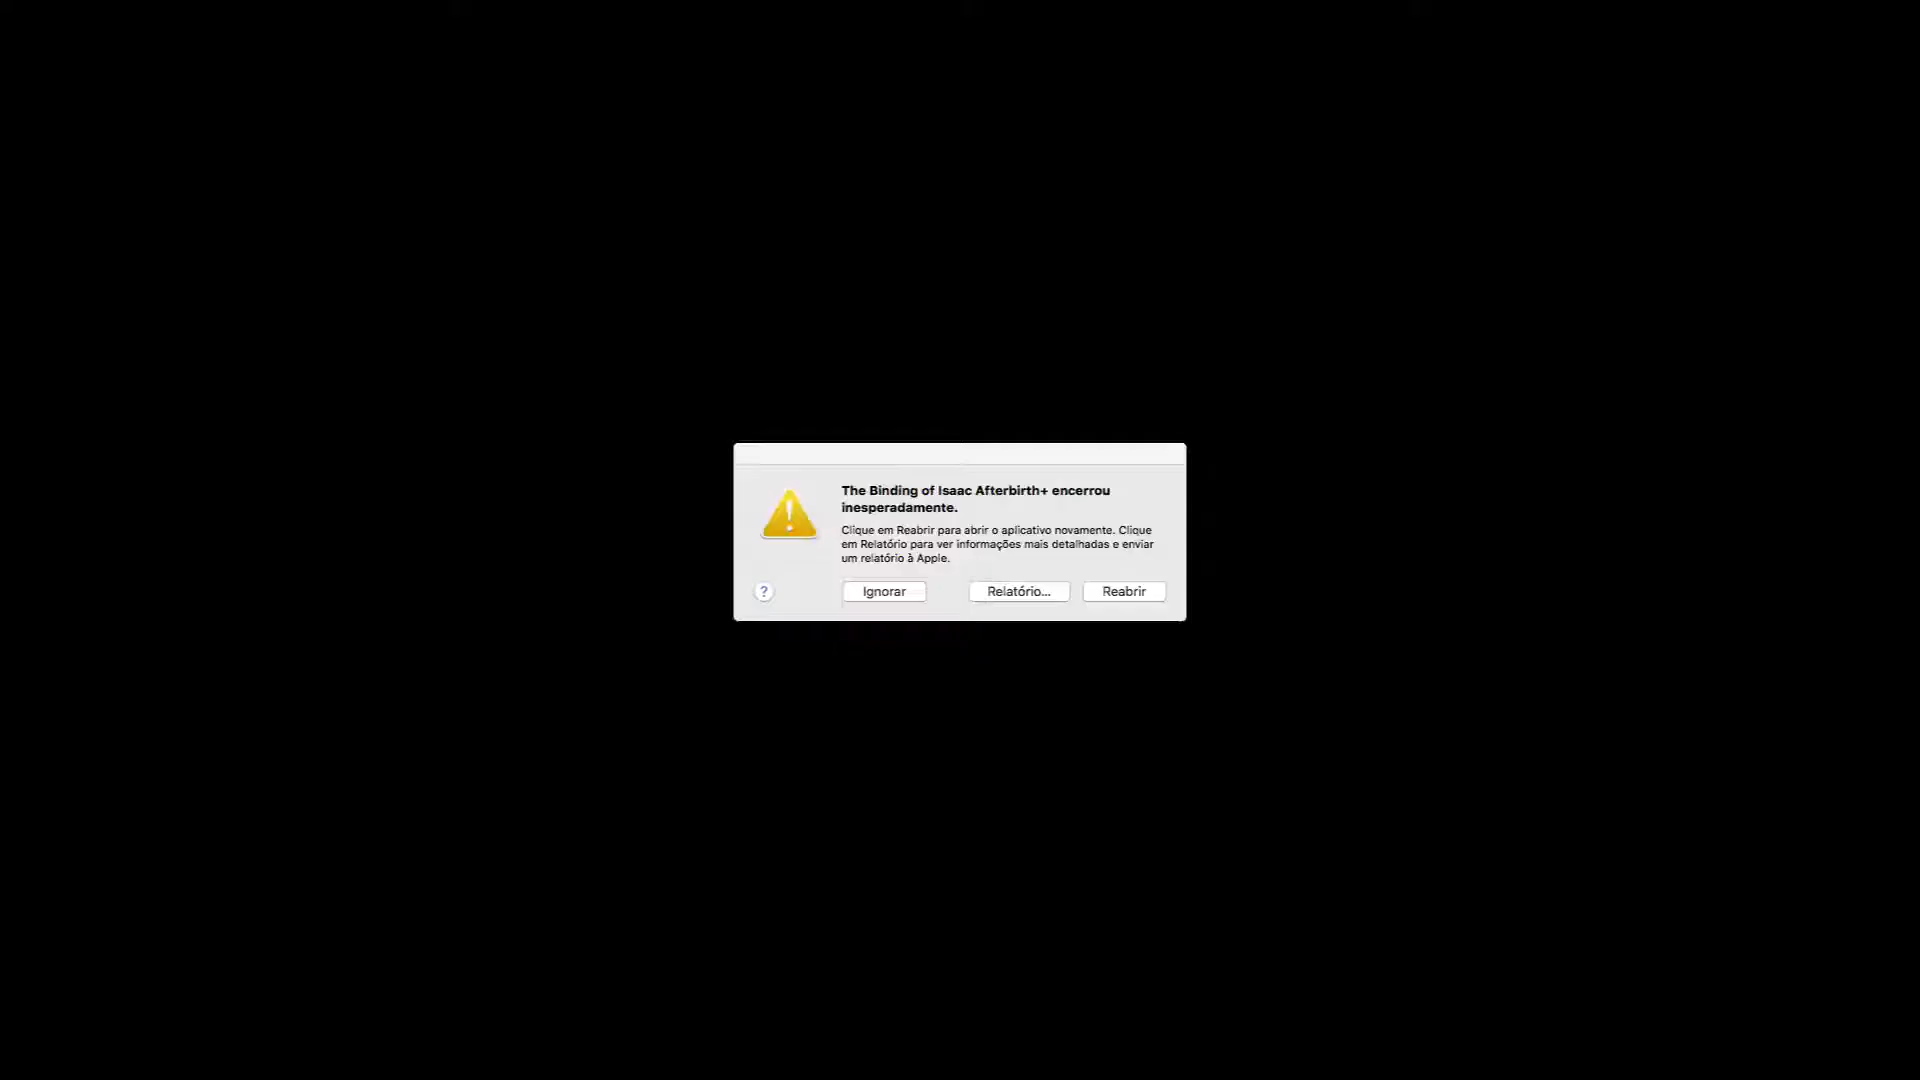 The Binding of Isaac Afterbirth+ encerrou
inesperadamente.
Clique em Reabrir para abrir o aplicativo novamente. Clique
em Relatório para ver informações mais detalhadas e enviar
um relatório à Apple.
? Ignorar Relatório... Reabrir